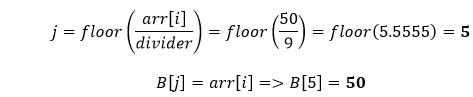 j = floor(arr[i]/divider) = floor(50/9) = floor(5.5555) = 5
B[j] = arr[i] => B[5] = 50